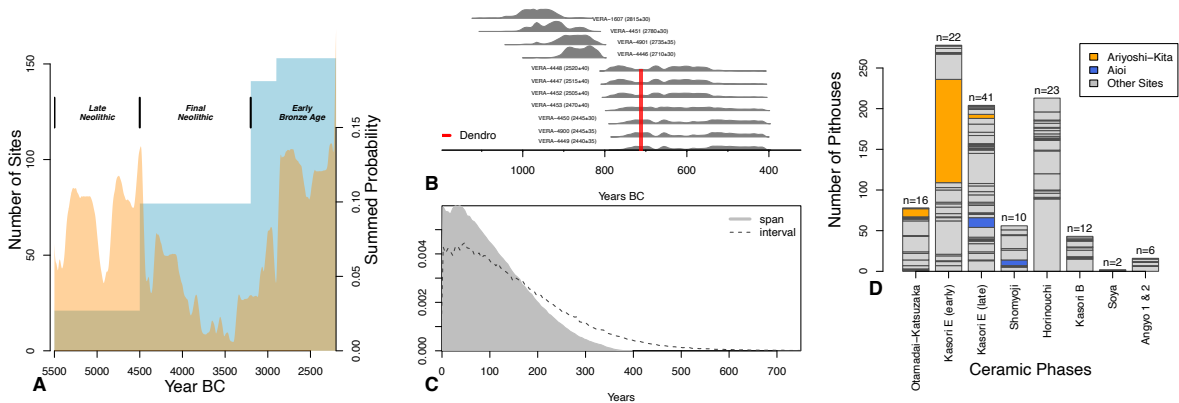 Number of Sites
150
100
50
0
Late
Neolithic
Final
Neolithic
Early
Bronze Age
0.15
0.10
0.05
0.00
Summed Probability
5500 5000 4500 4000 3500 3000 2500
Year BC
A
VERA−1607 (2815±30)
VERA−4451 (2780±30)
VERA−4901 (2735±35)
VERA−4446 (2710±30)
VERA−4448 (2520±40)
VERA−4447 (2515±40)
VERA−4452 (2505±40)
VERA−4453 (2470±40)
VERA−4450 (2445±30)
VERA−4900 (2445±35)
VERA−4449 (2440±35)
Dendro
1000 800 600 400
Years BC
B
span
interval
0.004
0.002
0.000
0 100 200 300 400 500 600 700
Years
C
Number of Pithouses
250
200
150
100
50
0
n=16
n=22
n=41
n=10
n=23
n=12
n=2
n=6
Ariyoshi−Kita
Aioi
Other Sites
Otamadai−Katsuzaka
Kasori E (early)
Kasori E (late)
Shomyoji
Horinouchi
Kasori B
Soya
Angyo 1 & 2
Ceramic Phases
D